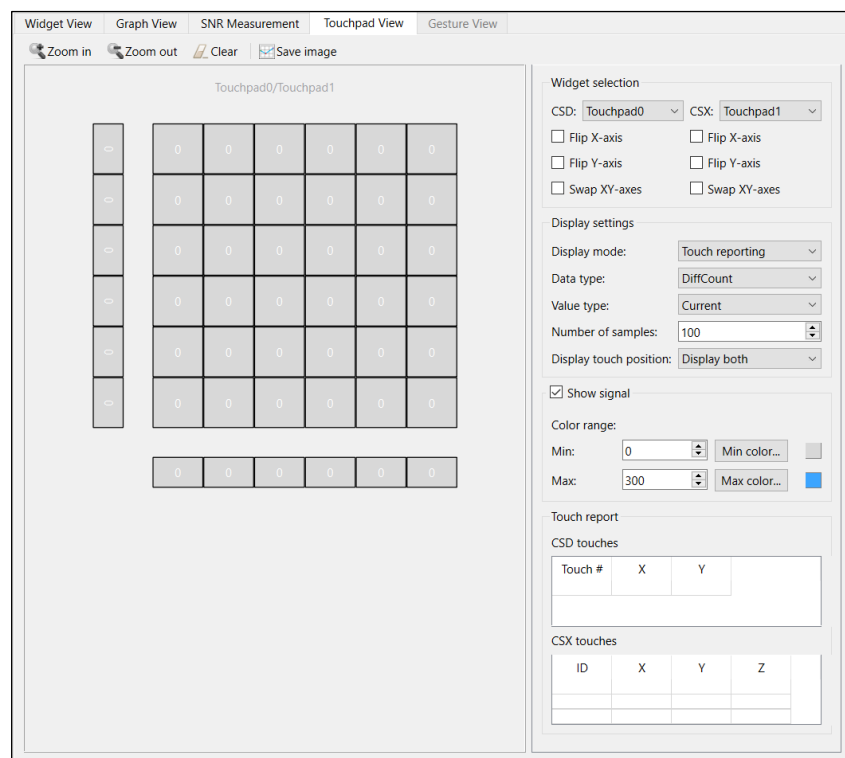 Widget View Graph View SNR Measurement Touchpad View Gesture View
Zoom in Zoom out Clear Save image
Touchpad0/Touchpad1
0 0 0 0 0 0 0
0 0 0 0 0 0 0
0 0 0 0 0 0 0
0 0 0 0 0 0 0
0 0 0 0 0 0 0
0 0 0 0 0 0 0
0 0 0 0 0 0
Widget selection
CSD: Touchpad0 CSX: Touchpad1
Flip X-axis Flip X-axis
Flip Y-axis Flip Y-axis
Swap XY-axes Swap XY-axes
Display settings
Display mode: Touch reporting
Data type: DiffCount
Value type: Current
Number of samples: 100
Display touch position: Display both
Show signal
Color range:
Min: 0 Min color...
Max: 300 Max color...
Touch report
CSD touches
Touch # X Y
CSX touches
ID X Y Z